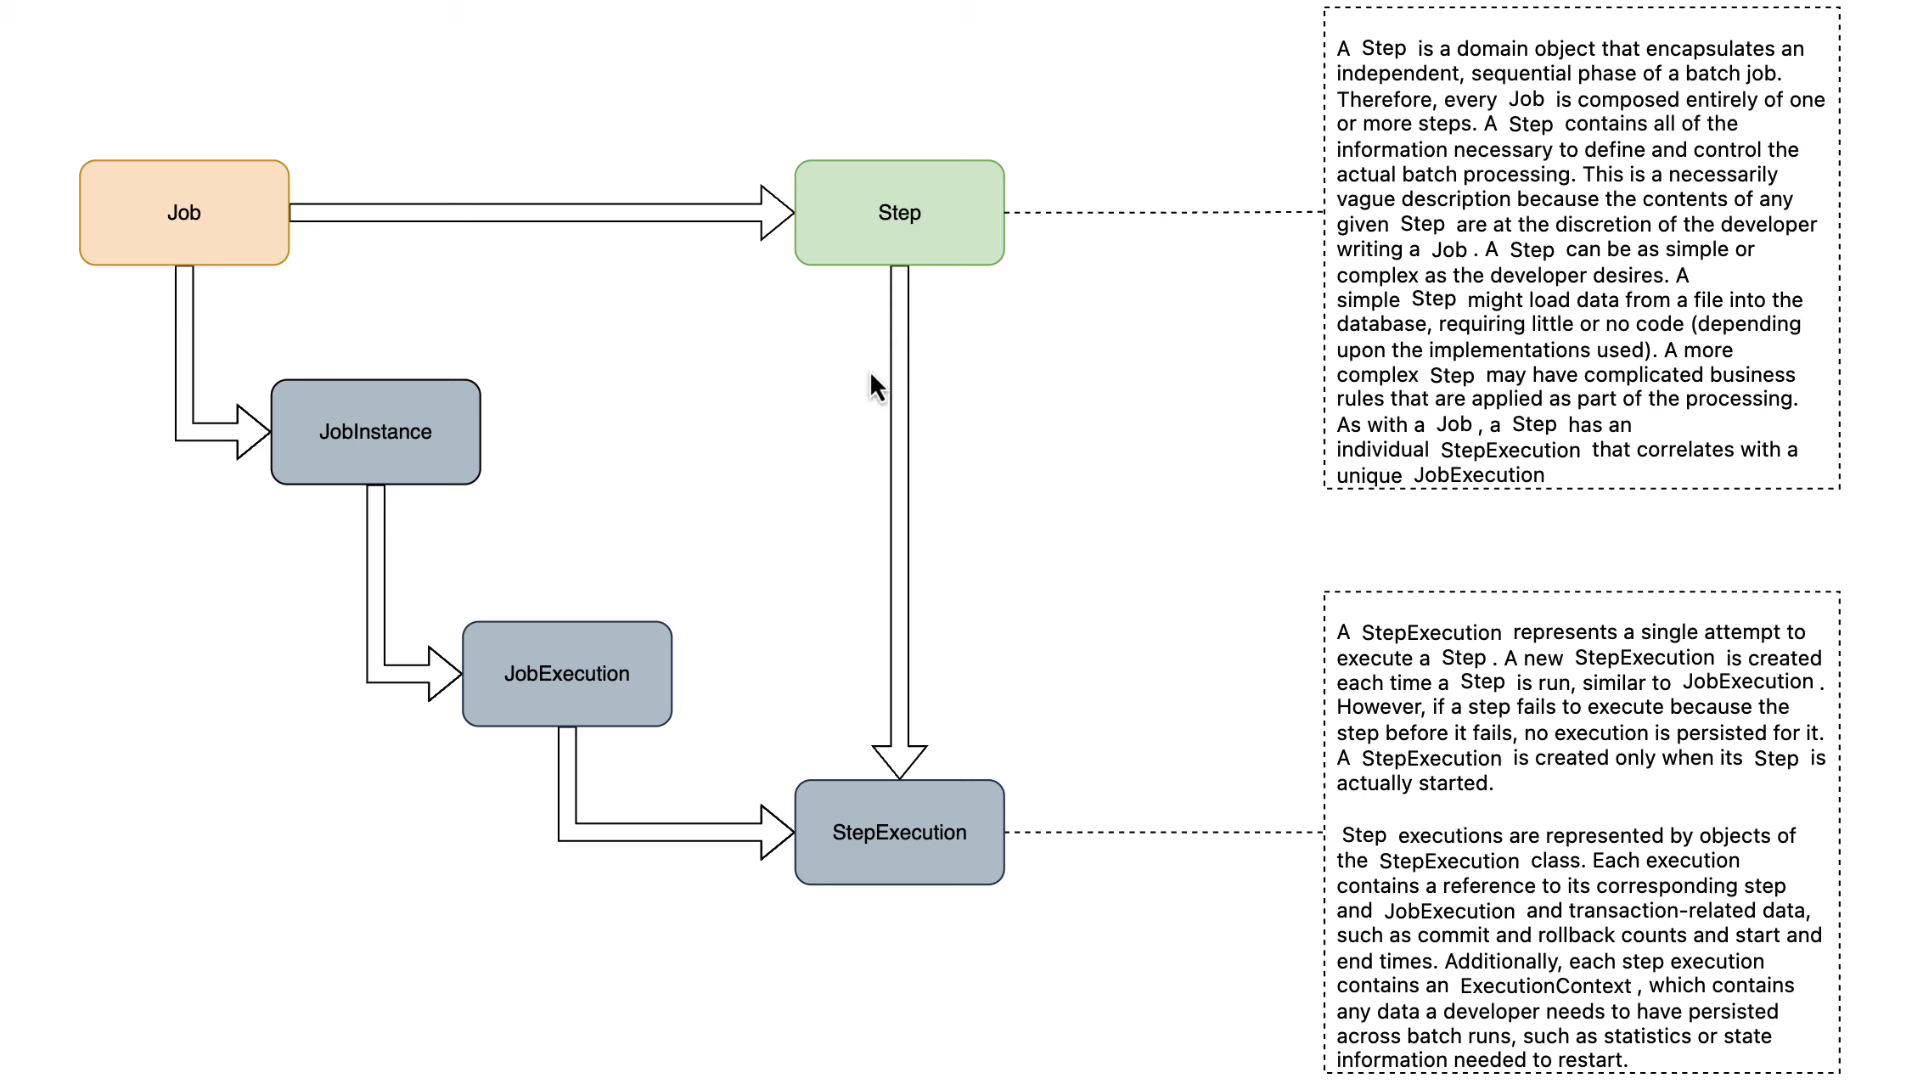 Job
Step
JobInstance
JobExecution
StepExecution
A Step is a domain object that encapsulates an
independent, sequential phase of a batch job.
Therefore, every Job is composed entirely of one
or more steps. A Step contains all of the
information necessary to define and control the
actual batch processing. This is a necessarily
vague description because the contents of any
given Step are at the discretion of the developer
writing a Job . A Step can be as simple or
complex as the developer desires. A
simple Step might load data from a file into the
database, requiring little or no code (depending
upon the implementations used). A more
complex Step may have complicated business
rules that are applied as part of the processing.
As with a Job , a Step has an
individual StepExecution that correlates with a
unique JobExecution
A StepExecution represents a single attempt to
execute a Step . A new StepExecution is created
each time a Step is run, similar to JobExecution .
However, if a step fails to execute because the
step before it fails, no execution is persisted for it.
A StepExecution is created only when its Step is
actually started.
Step executions are represented by objects of
the StepExecution class. Each execution
contains a reference to its corresponding step
and JobExecution and transaction-related data,
such as commit and rollback counts and start and
end times. Additionally, each step execution
contains an ExecutionContext , which contains
any data a developer needs to have persisted
across batch runs, such as statistics or state
information needed to restart.